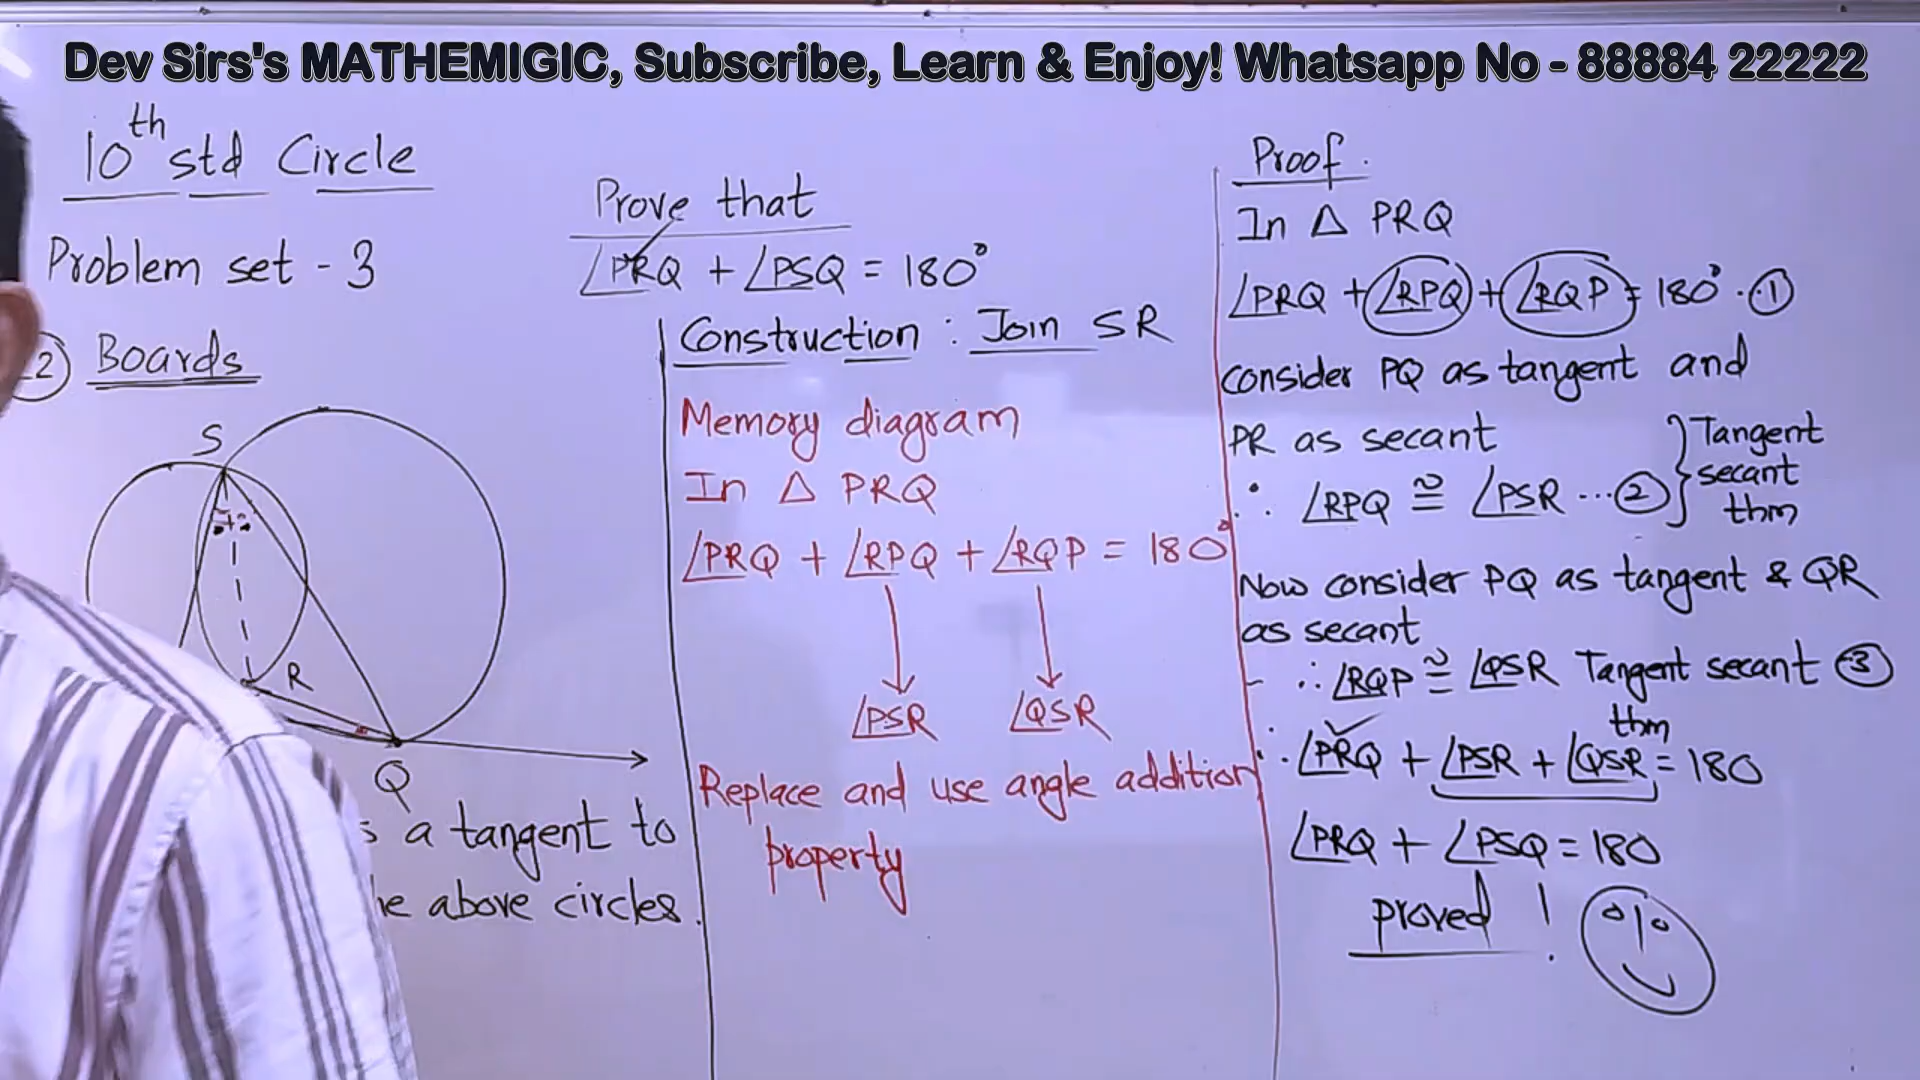 Dev Sirs's MATHEMIGIC, Subscribe, Learn & Enjoy! Whatsapp No - 88884 22222
10th std Circle
Problem set - 3
2) Boards
S
R
Q
a tangent to
above circles.
Prove that
∠PRQ + ∠PSQ = 180°
Construction : Join SR
Memory diagram
In △ PRQ
∠PRQ + ∠RPQ + ∠RQP = 180°
∠PSR ∠QSR
Replace and use angle addition
property
Proof.
In △ PRQ
∠PRQ + ∠RPQ + ∠RQP = 180° . ①
consider PQ as tangent and
PR as secant
∴ ∠RPQ ≅ ∠PSR ... ②
} Tangent
secant
thm
Now consider PQ as tangent & QR
as secant
∴ ∠RQP ≅ ∠QSR Tangent secant ③
thm
∴ ∠PRQ + ∠PSR + ∠QSR = 180
∠PRQ + ∠PSQ = 180
proved !